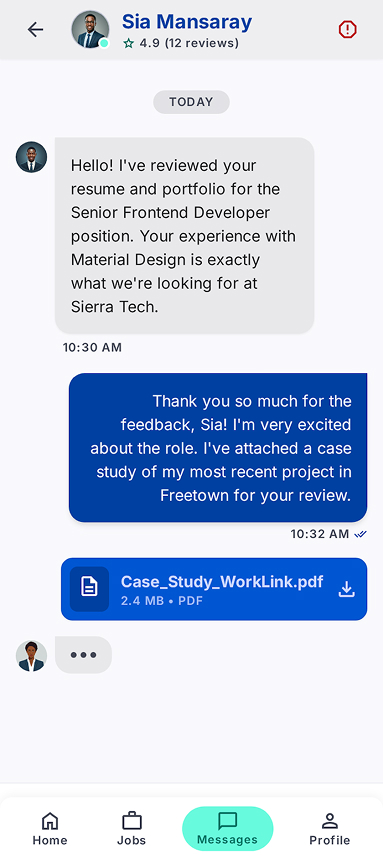 Sia Mansaray
4.9 (12 reviews)
TODAY
Hello! I've reviewed your
resume and portfolio for the
Senior Frontend Developer
position. Your experience with
Material Design is exactly
what we're looking for at
Sierra Tech.
10:30 AM
Thank you so much for the
feedback, Sia! I'm very excited
about the role. I've attached a case
study of my most recent project in
Freetown for your review.
10:32 AM
Case_Study_WorkLink.pdf
2.4 MB • PDF
Home
Jobs
Messages
Profile